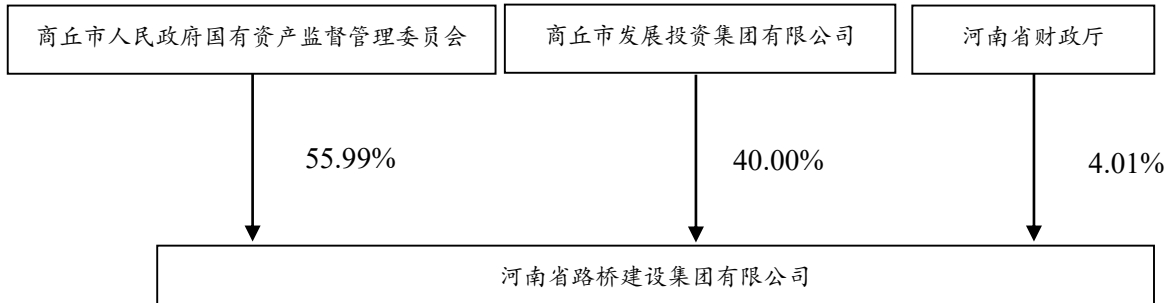 商丘市人民政府国有资产监督管理委员会
商丘市发展投资集团有限公司
河南省财政厅
55.99%
40.00%
4.01%
河南省路桥建设集团有限公司